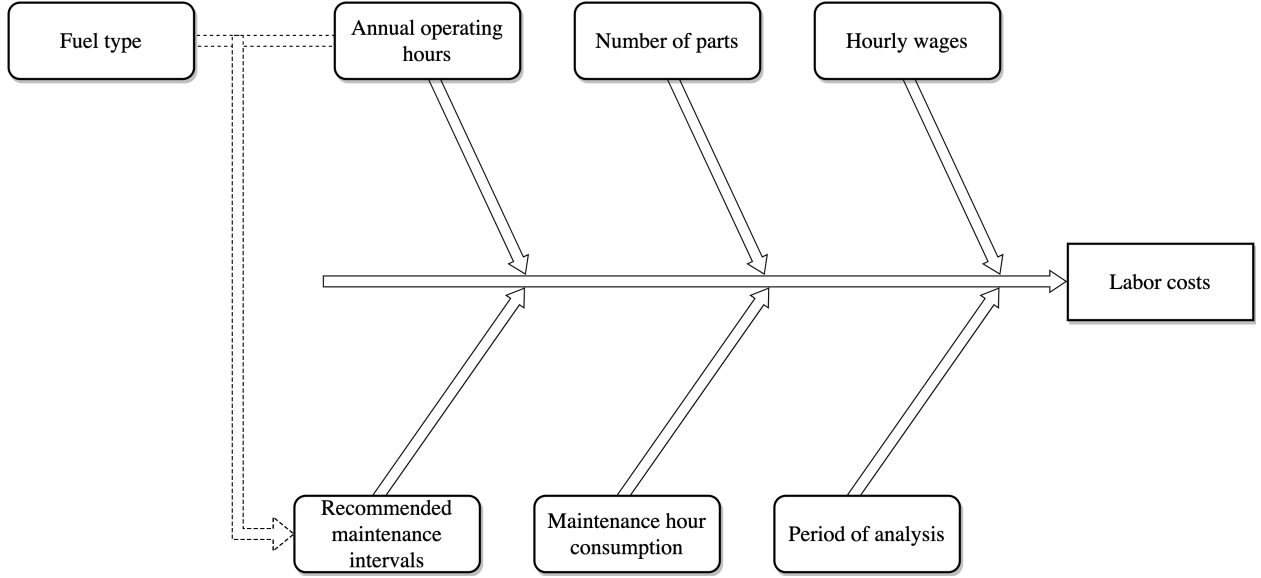 Fuel type
Annual operating
hours
Number of parts
Hourly wages
Labor costs
Recommended
maintenance
intervals
Maintenance hour
consumption
Period of analysis